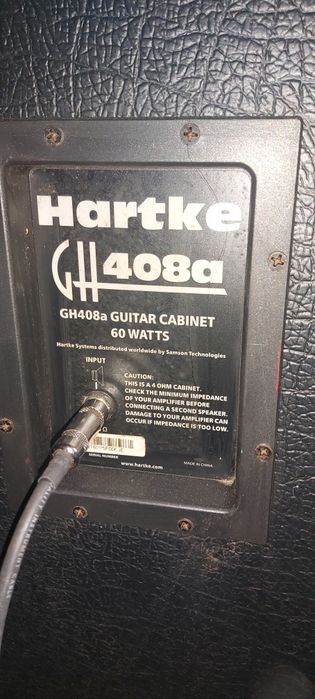 Hartke
GH408a
GH408a GUITAR CABINET
60 WATTS
Hartke Systems distributed worldwide by Samson Technologies
INPUT
CAUTION:
THIS IS A 4 OHM CABINET.
CHECK THE MINIMUM IMPEDANCE
OF YOUR AMPLIFIER BEFORE
CONNECTING A SECOND SPEAKER.
DAMAGE TO YOUR AMPLIFIER CAN
OCCUR IF IMPEDANCE IS TOO LOW.
SERIAL NUMBER
www.hartke.com
MADE IN CHINA